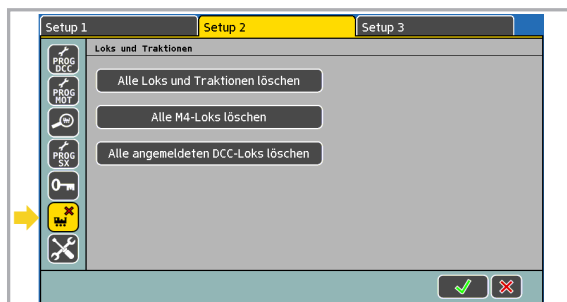 Setup 1
Setup 2
Setup 3
Loks und Traktionen
PROG
DCC
PROG
MOT
PROG
SX
Alle Loks und Traktionen löschen
Alle M4-Loks löschen
Alle angemeldeten DCC-Loks löschen